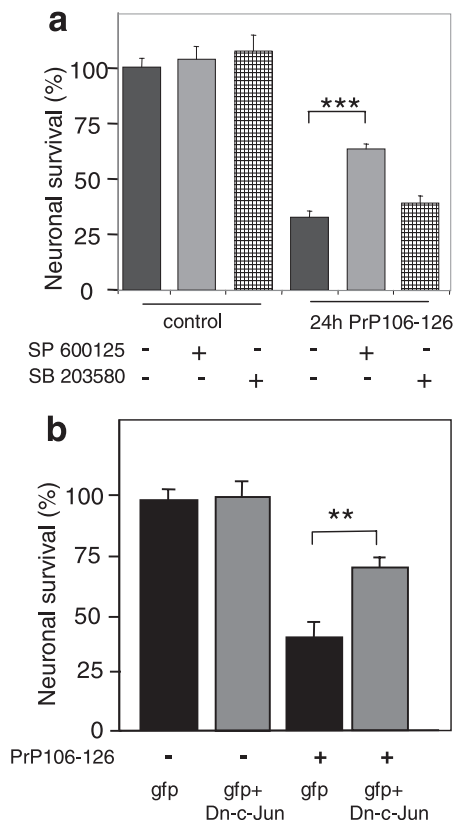 a
Neuronal survival (%)
100
75
50
25
0
***
control
24h PrP106-126
SP 600125 - + - - + -
SB 203580 - - + - - +
b
Neuronal survival (%)
100
75
50
25
0
**
PrP106-126 - - + +
gfp gfp+ gfp gfp+
Dn-c-Jun Dn-c-Jun